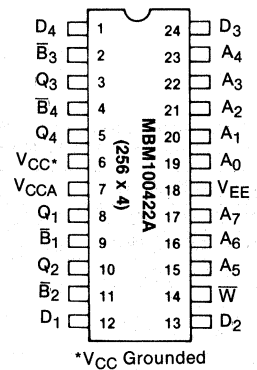 D4 1 24 D3
B̅3 2 23 A4
Q3 3 22 A3
B̅4 4 21 A2
Q4 5 20 A1
VCC* 6 19 A0
VCCA 7 18 VEE
Q1 8 17 A7
B̅1 9 16 A6
Q2 10 15 A5
B̅2 11 14 W̅
D1 12 13 D2
MBM100422A
(256 x 4)
*VCC Grounded